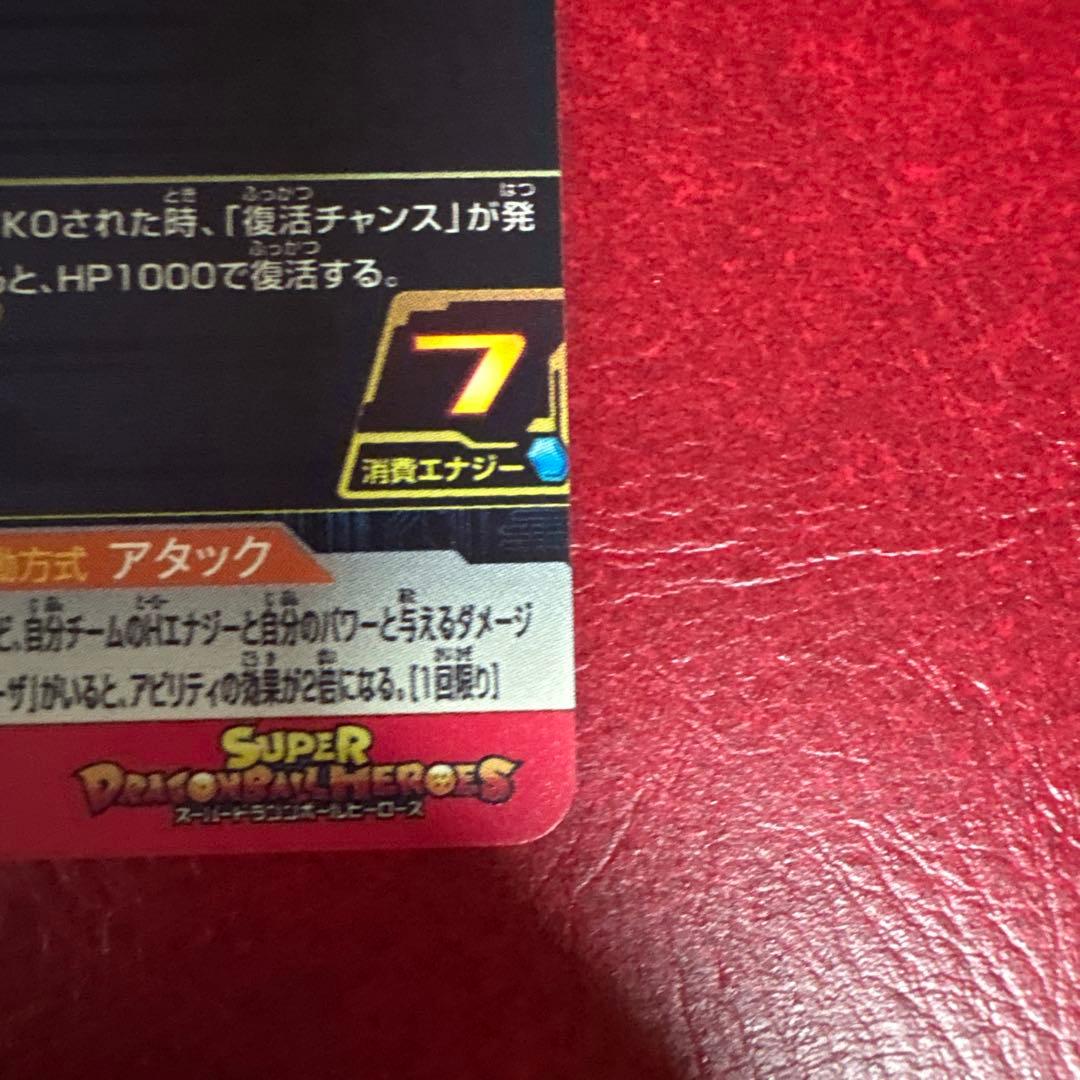 KOされた時、「復活チャンス」が発
ると、HP1000で復活する。
7
消費エナジー
動方式 アタック
ど、自分チームのHエナジーと自分のパワーと与えるダメージ
ーザ」がいると、アビリティの効果が2倍になる。[1回限り]
SUPER
DRAGONBALL HEROES
スーパードラゴンボールヒーローズ